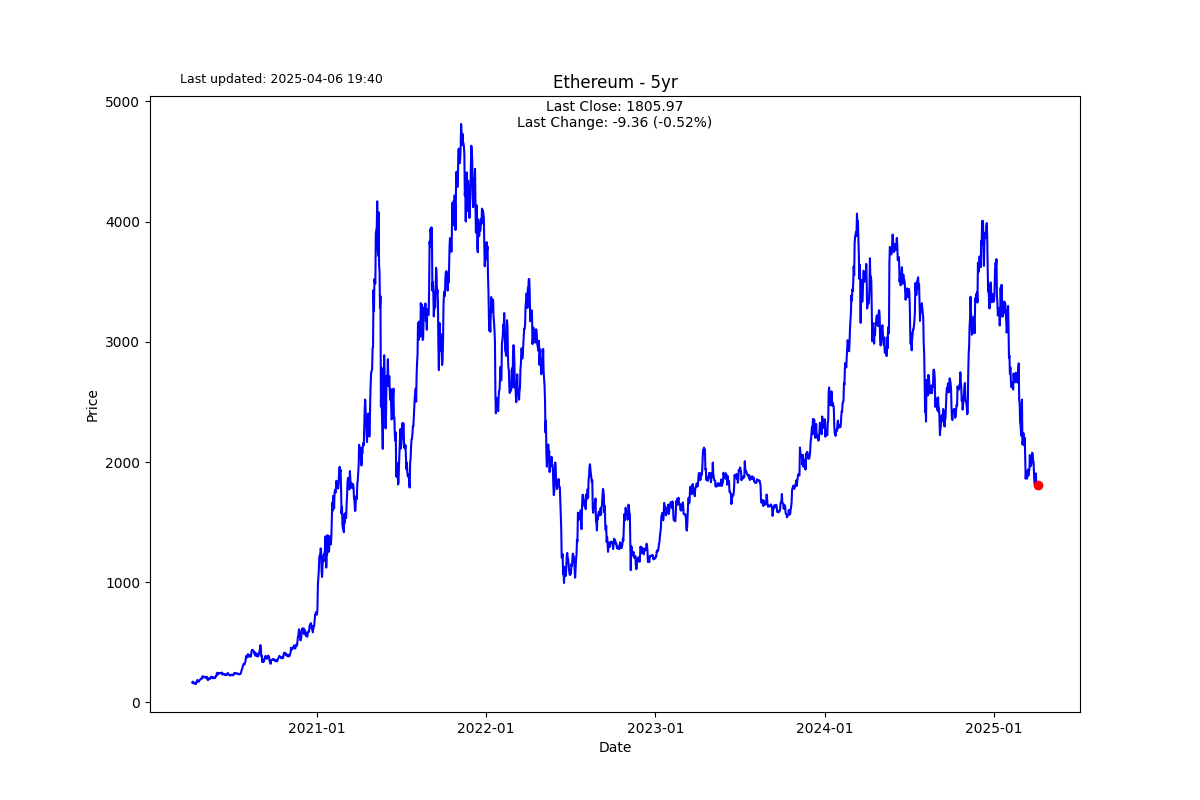 Last updated: 2025-04-06 19:40
Ethereum - 5yr
Last Close: 1805.97
Last Change: -9.36 (-0.52%)
5000
4000
3000
2000
1000
0
Price
2021-01
2022-01
2023-01
2024-01
2025-01
Date